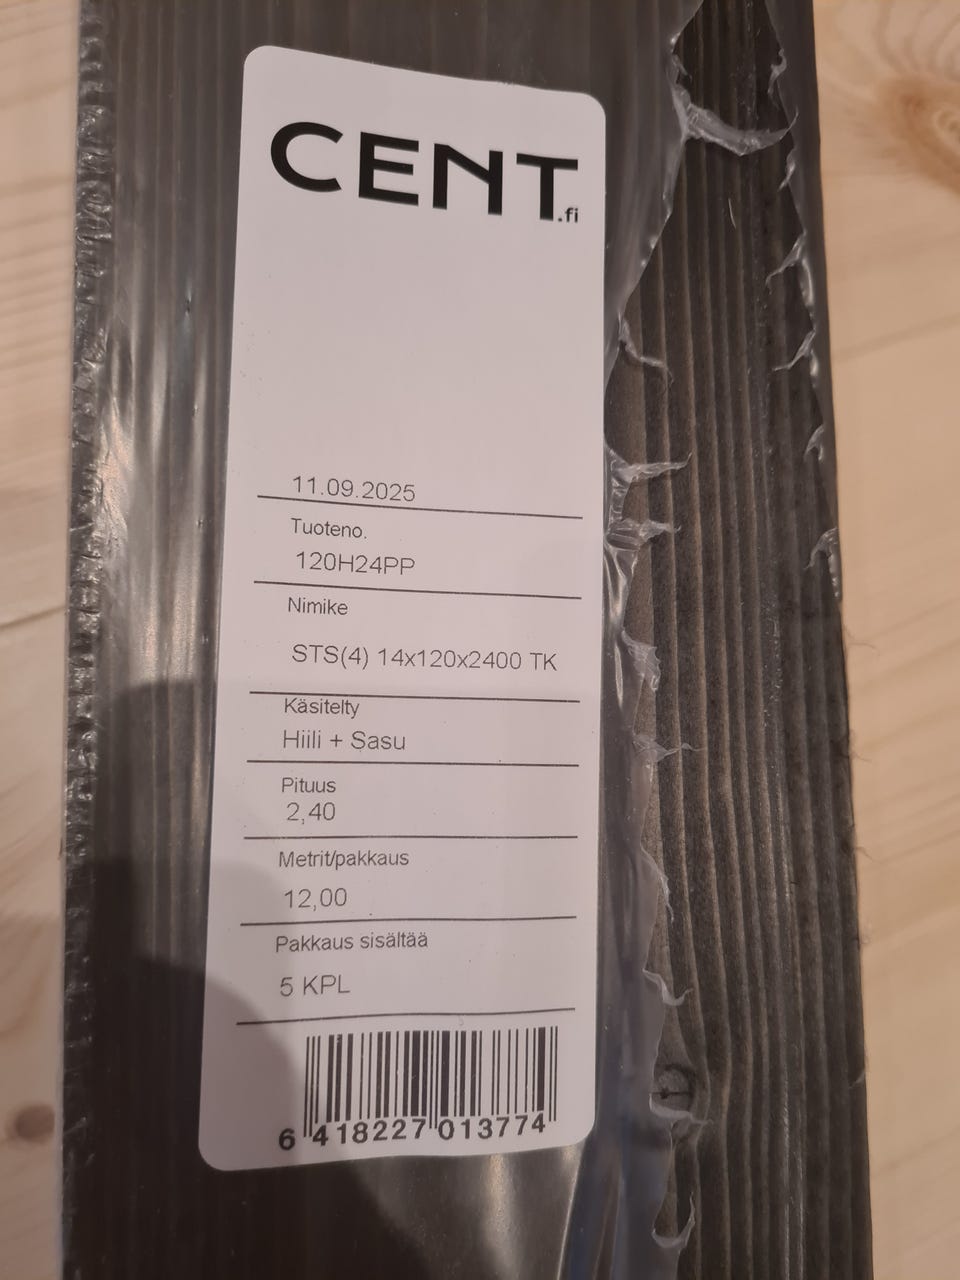 CENT.fi
11.09.2025
Tuoteno.
120H24PP
Nimike
STS(4) 14x120x2400 TK
Käsitelty
Hiili + Sasu
Pituus
2,40
Metrit/pakkaus
12,00
Pakkaus sisältää
5 KPL
6 418227 013774